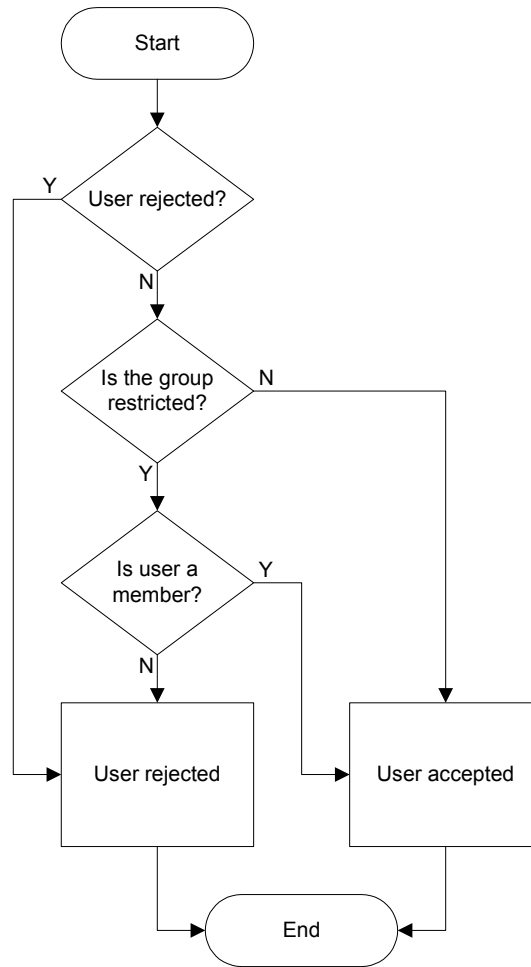 Start
User rejected?
Y
N
Is the group
restricted?
N
Y
Is user a
member?
Y
N
User rejected
User accepted
End